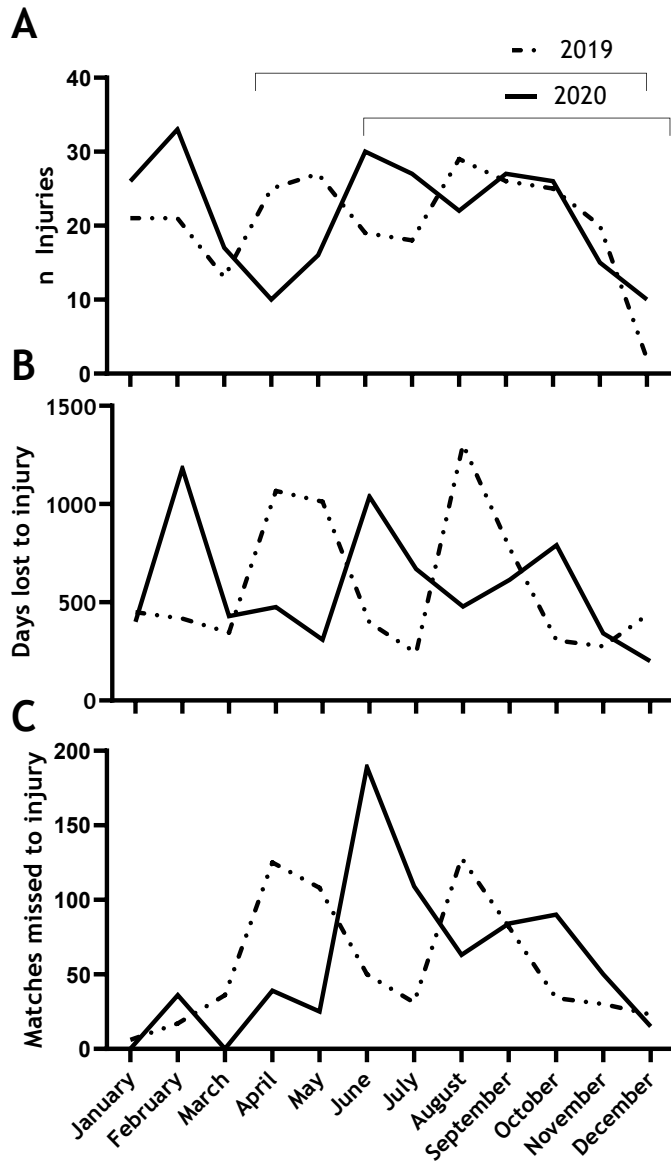 A
2019
2020
n Injuries
40
30
20
10
0
B
Days lost to injury
1500
1000
500
0
C
Matches missed to injury
200
150
100
50
0
January
February
March
April
May
June
July
August
September
October
November
December